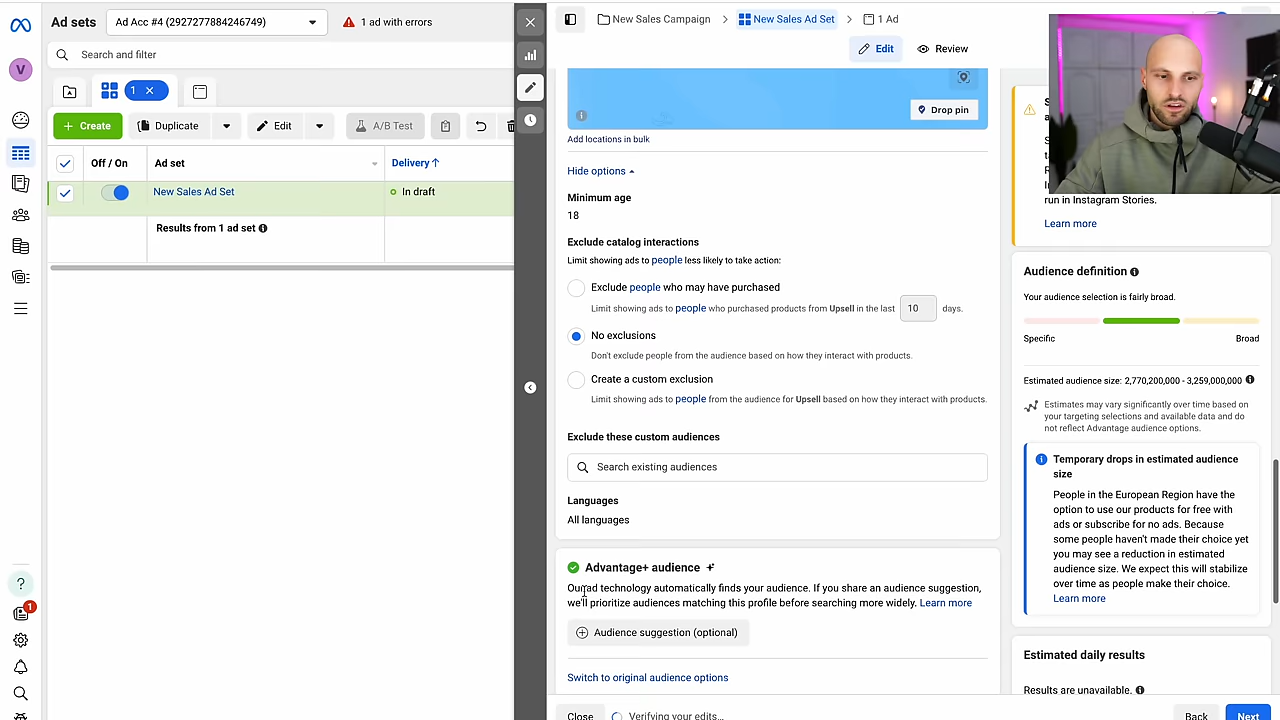 Ad sets
Ad Acc #4 (2927277884246749)
1 ad with errors
New Sales Campaign
New Sales Ad Set
1 Ad
Search and filter
Edit
Review
V
1
Create
Duplicate
Edit
A/B Test
Off / On
Ad set
Delivery
New Sales Ad Set
In draft
Results from 1 ad set
Drop pin
Add locations in bulk
Hide options
Minimum age
18
Exclude catalog interactions
Limit showing ads to people less likely to take action:
Exclude people who may have purchased
Limit showing ads to people who purchased products from Upsell in the last 10 days.
No exclusions
Don't exclude people from the audience based on how they interact with products.
Create a custom exclusion
Limit showing ads to people from the audience for Upsell based on how they interact with products.
Exclude these custom audiences
Search existing audiences
Languages
All languages
Advantage+ audience
Our ad technology automatically finds your audience. If you share an audience suggestion,
we'll prioritize audiences matching this profile before searching more widely. Learn more
Audience suggestion (optional)
Switch to original audience options
Close
Verifying your edits...
Back
Next
run in Instagram Stories.
Learn more
Audience definition
Your audience selection is fairly broad.
Specific
Broad
Estimated audience size: 2,770,200,000 - 3,259,000,000
Estimates may vary significantly over time based on
your targeting selections and available data and do
not reflect Advantage audience options.
Temporary drops in estimated audience
size
People in the European Region have the
option to use our products for free with
ads or subscribe for no ads. Because
some people haven't made their choice yet
you may see a reduction in estimated
audience size. We expect this will stabilize
over time as people make their choice.
Learn more
Estimated daily results
Results are unavailable.
?
1